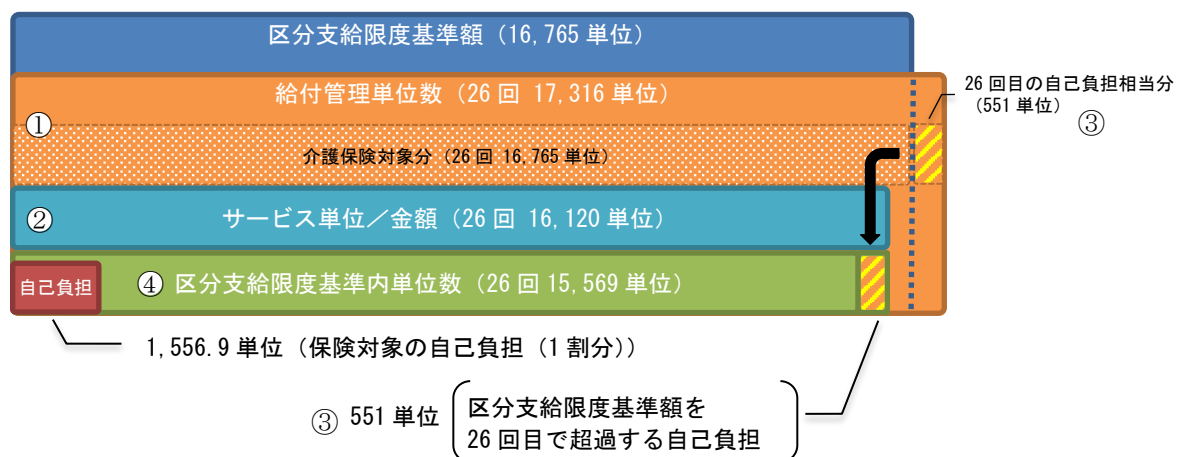 区分支給限度基準額（16,765 単位）
給付管理単位数（26 回 17,316 単位）
26 回目の自己負担相当分
（551 単位）
③
①
介護保険対象分（26 回 16,765 単位）
②
サービス単位／金額（26 回 16,120 単位）
自己負担
④ 区分支給限度基準内単位数（26 回 15,569 単位）
1,556.9 単位（保険対象の自己負担（1 割分））
③ 551 単位
区分支給限度基準額を
26 回目で超過する自己負担